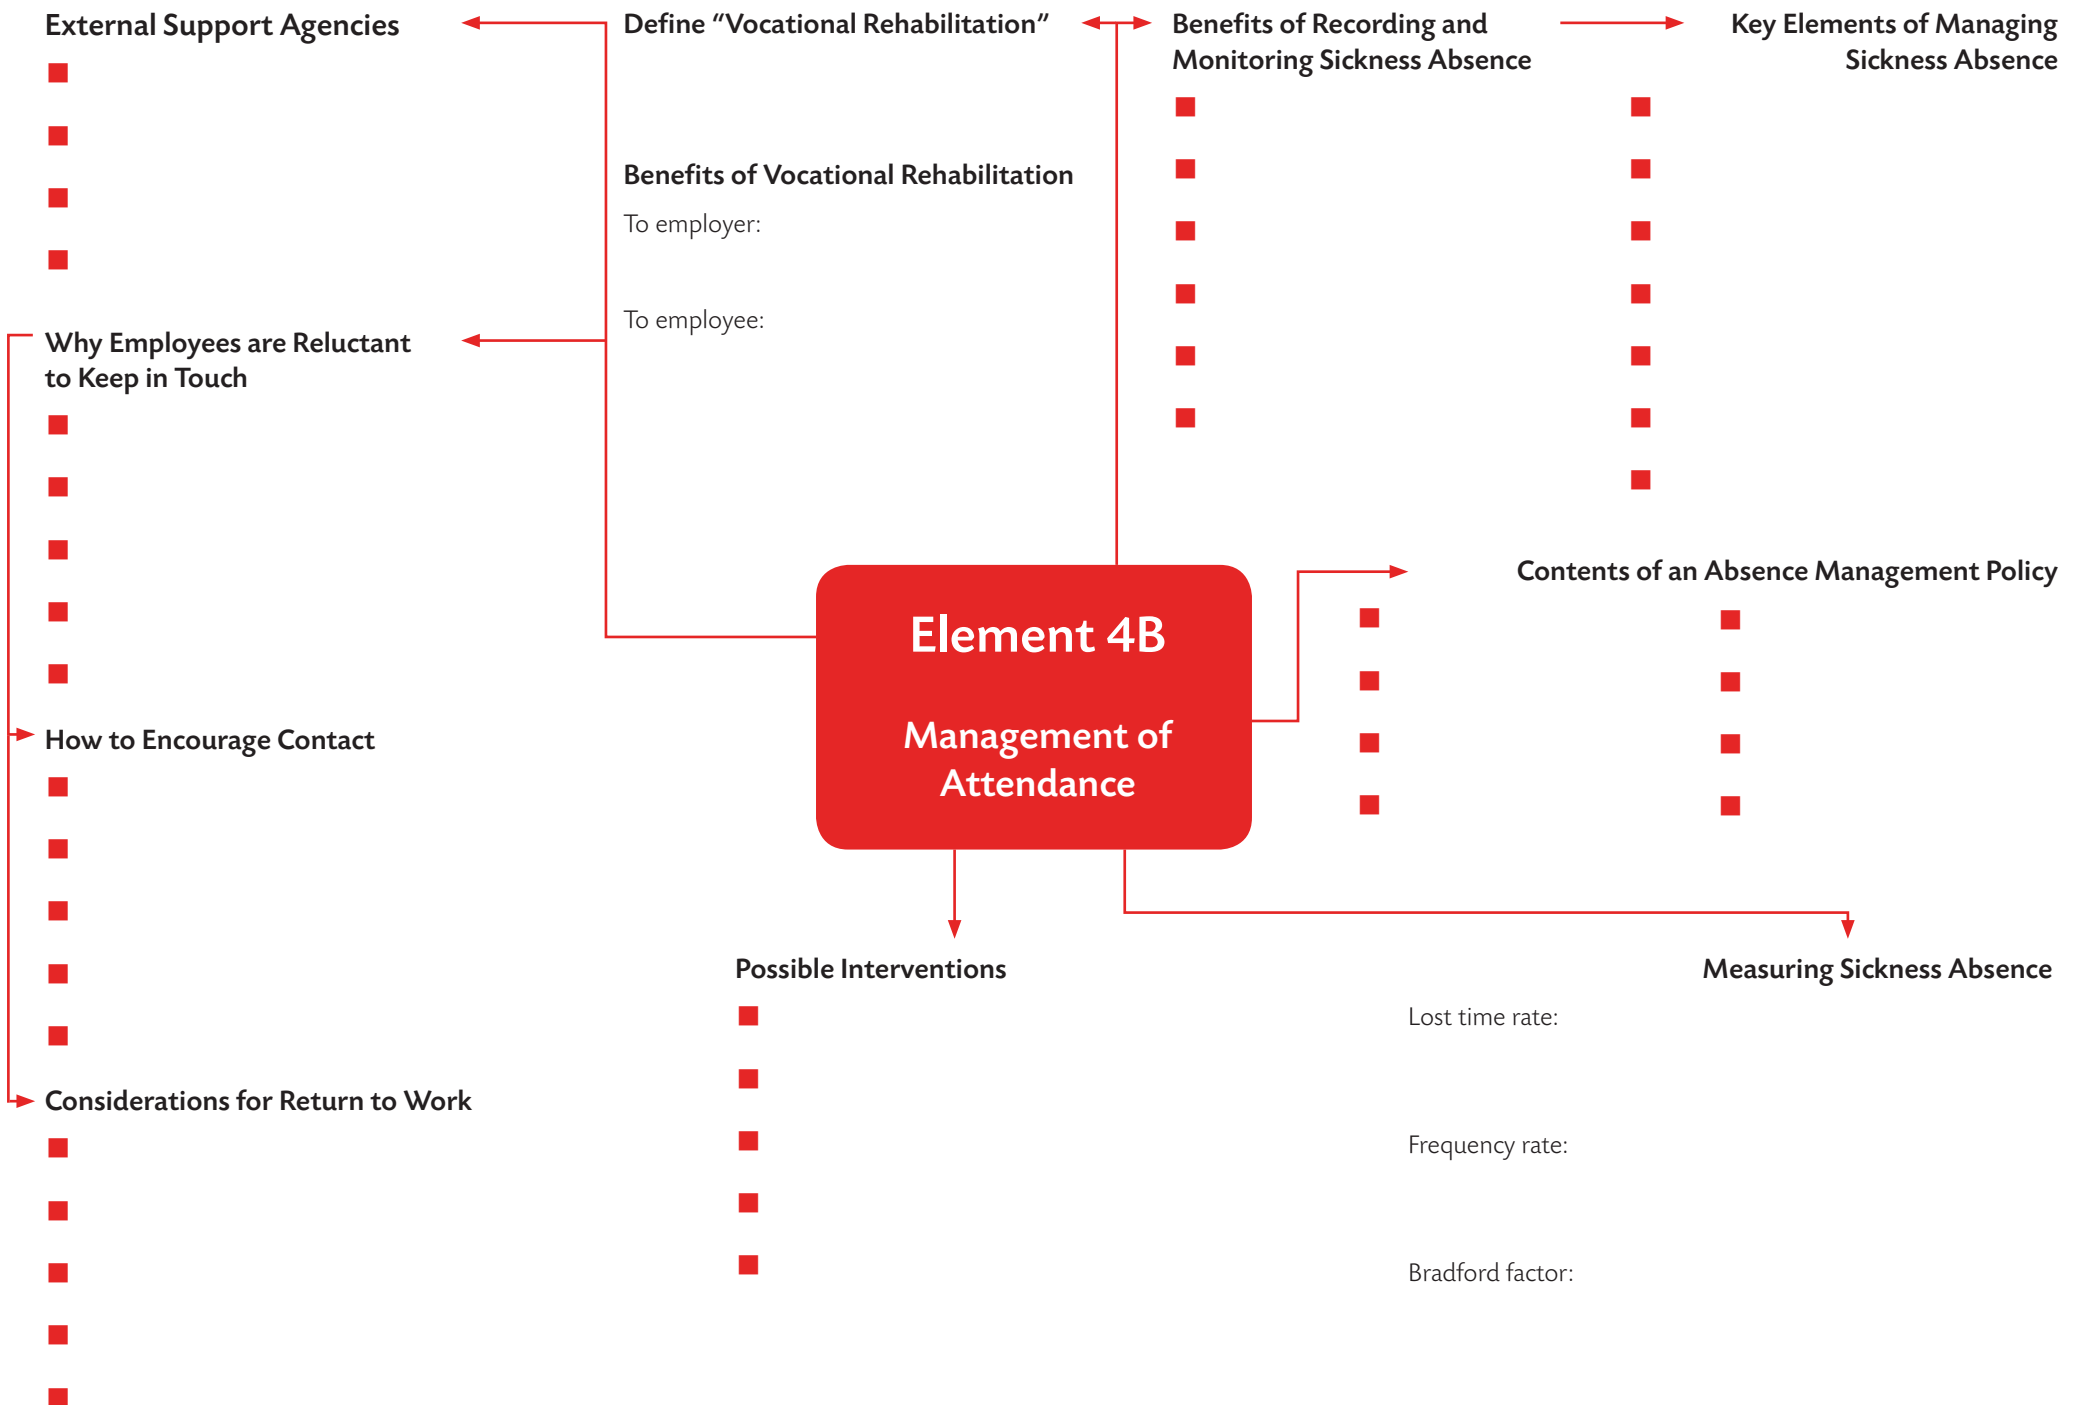 External Support Agencies
Define “Vocational Rehabilitation”
Benefits of Vocational Rehabilitation
To employer:
To employee:
Benefits of Recording and
Monitoring Sickness Absence
Key Elements of Managing
Sickness Absence
Why Employees are Reluctant
to Keep in Touch
How to Encourage Contact
Considerations for Return to Work
Element 4B
Management of
Attendance
Contents of an Absence Management Policy
Possible Interventions
Measuring Sickness Absence
Lost time rate:
Frequency rate:
Bradford factor: